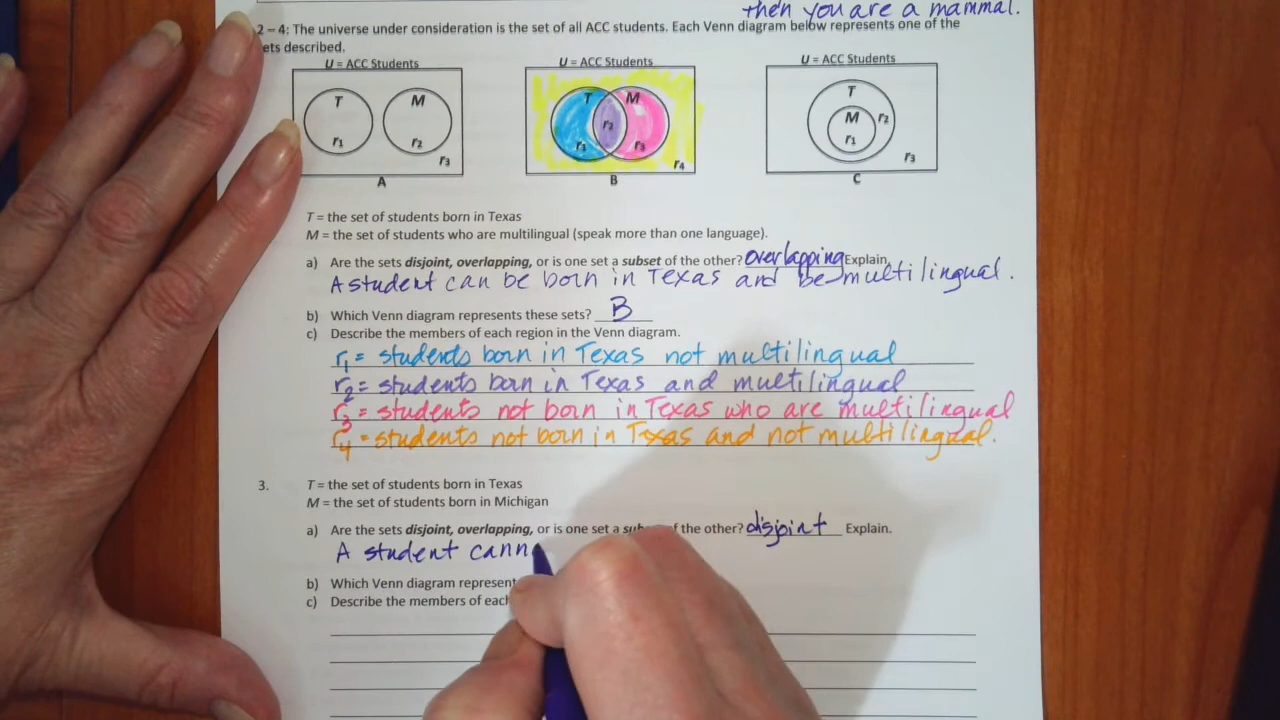 then you are a mammal.
2 – 4: The universe under consideration is the set of all ACC students. Each Venn diagram below represents one of the
ets described.
U = ACC Students U = ACC Students U = ACC Students
T M r1 r2 r3 A
T M r1 r2 r3 r4 B
T M r1 r2 r3 C
T = the set of students born in Texas
M = the set of students who are multilingual (speak more than one language).
a) Are the sets disjoint, overlapping, or is one set a subset of the other? overlapping Explain.
A student can be born in Texas and be multilingual.
b) Which Venn diagram represents these sets? B
c) Describe the members of each region in the Venn diagram.
r1 = students born in Texas not multilingual
r2 = students born in Texas and multilingual
r3 = students not born in Texas who are multilingual
r4 = students not born in Texas and not multilingual.
3. T = the set of students born in Texas
M = the set of students born in Michigan
a) Are the sets disjoint, overlapping, or is one set a of the other? disjoint Explain.
A student cann
b) Which Venn diagram represent
c) Describe the members of each